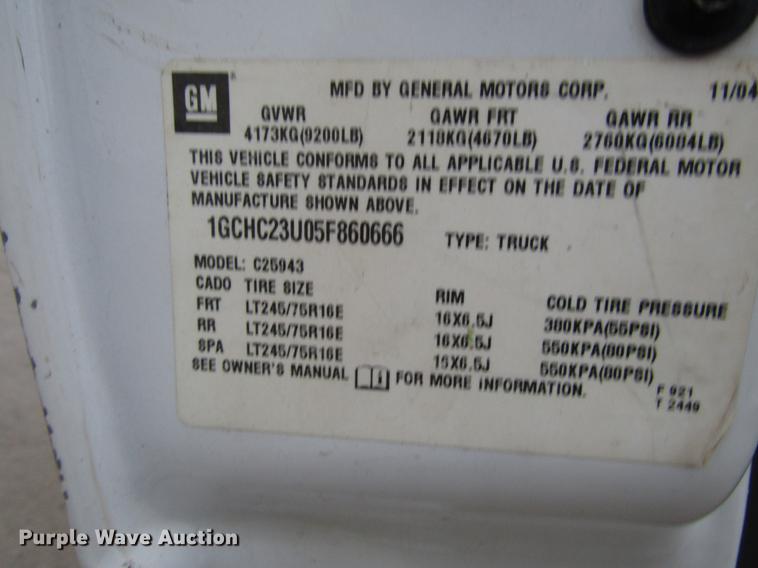 GM
MFD BY GENERAL MOTORS CORP. 11/04
GVWR GAWR FRT GAWR RR
4173KG(9200LB) 2118KG(4670LB) 2760KG(6084LB)
THIS VEHICLE CONFORMS TO ALL APPLICABLE U.S. FEDERAL MOTOR
VEHICLE SAFETY STANDARDS IN EFFECT ON THE DATE OF
MANUFACTURE SHOWN ABOVE.
1GCHC23U05F860666 TYPE: TRUCK
MODEL: C25943
CADO TIRE SIZE RIM COLD TIRE PRESSURE
FRT LT245/75R16E 16X6.5J 380KPA(55PSI)
RR LT245/75R16E 16X6.5J 550KPA(80PSI)
SPA LT245/75R16E 16X6.5J 550KPA(80PSI)
SEE OWNER'S MANUAL FOR MORE INFORMATION.
F 921
T 2449
Purple Wave Auction